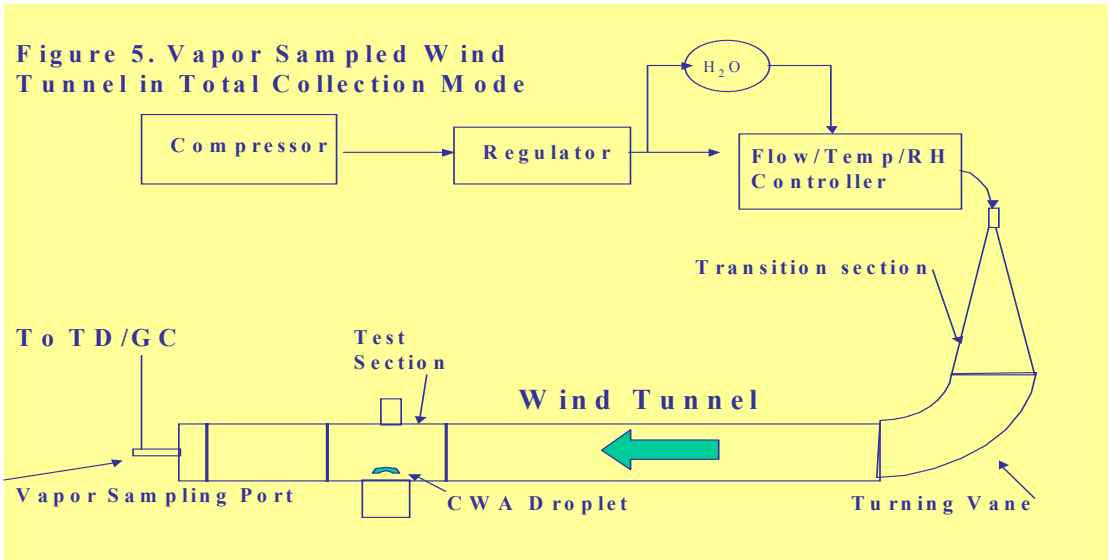 Figure 5. Vapor Sampled Wind
Tunnel in Total Collection Mode
H₂O
Compressor
Regulator
Flow/Temp/RH
Controller
Transition section
To TD/GC
Test
Section
Wind Tunnel
Vapor Sampling Port
CWA Droplet
Turning Vane